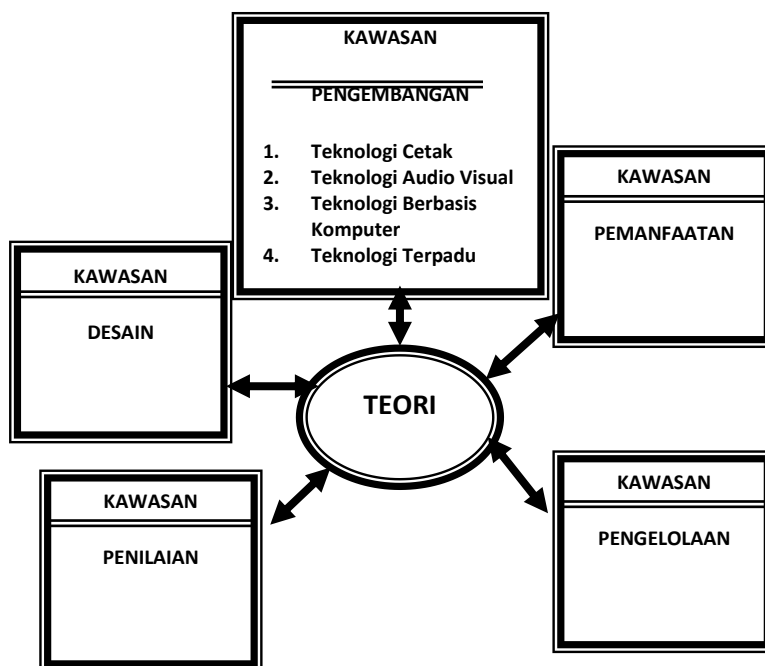 KAWASAN
PENGEMBANGAN
1. Teknologi Cetak
2. Teknologi Audio Visual
3. Teknologi Berbasis
Komputer
4. Teknologi Terpadu
KAWASAN
PEMANFAATAN
KAWASAN
DESAIN
TEORI
KAWASAN
PENILAIAN
KAWASAN
PENGELOLAAN